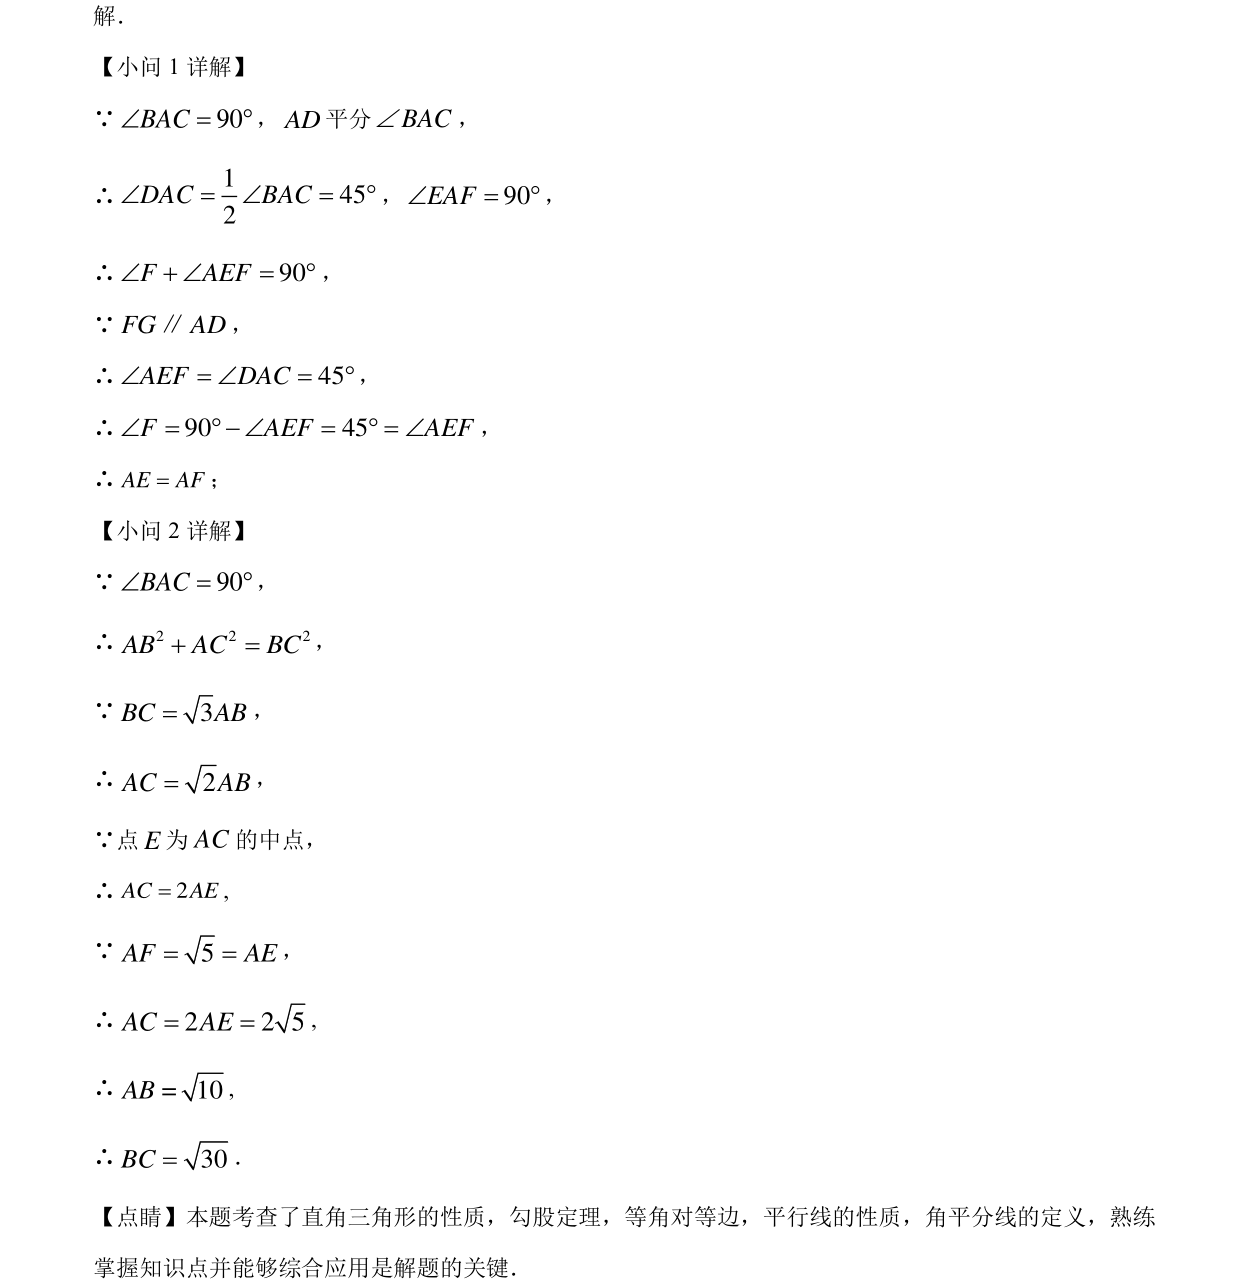 解．
【小问 1 详解】
∵ ∠BAC = 90°， AD 平分 ∠BAC ，
∴ ∠DAC = 1/2 ∠BAC = 45°， ∠EAF = 90°，
∴ ∠F + ∠AEF = 90°，
∵ FG // AD，
∴ ∠AEF = ∠DAC = 45°，
∴ ∠F = 90° − ∠AEF = 45° = ∠AEF ，
∴ AE = AF ；
【小问 2 详解】
∵ ∠BAC = 90°，
∴ AB² + AC² = BC²，
∵ BC = √3AB ，
∴ AC = √2AB，
∵点 E 为 AC 的中点，
∴ AC = 2AE，
∵ AF = √5 = AE，
∴ AC = 2AE = 2√5，
∴ AB = √10，
∴ BC = √30．
【点睛】本题考查了直角三角形的性质，勾股定理，等角对等边，平行线的性质，角平分线的定义，熟练
掌握知识点并能够综合应用是解题的关键．